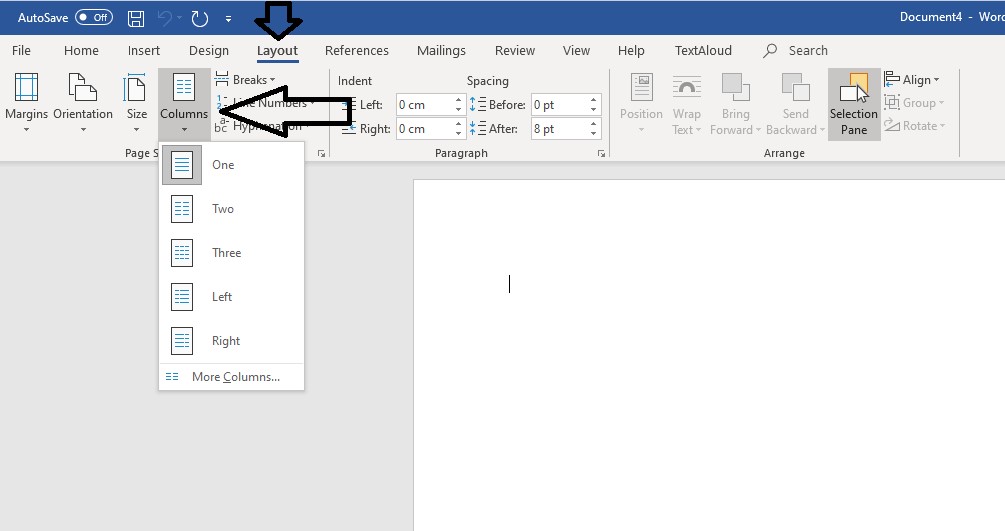 AutoSave Off Document4 - Word
File Home Insert Design Layout References Mailings Review View Help TextAloud Search
Breaks Indent Spacing Align
Line Numbers Left: 0 cm Before: 0 pt Group
Hyphenation Right: 0 cm After: 8 pt Rotate
Margins Orientation Size Columns Position Wrap Text Bring Forward Send Backward Selection Pane
Page S Paragraph Arrange
One
Two
Three
Left
Right
More Columns...